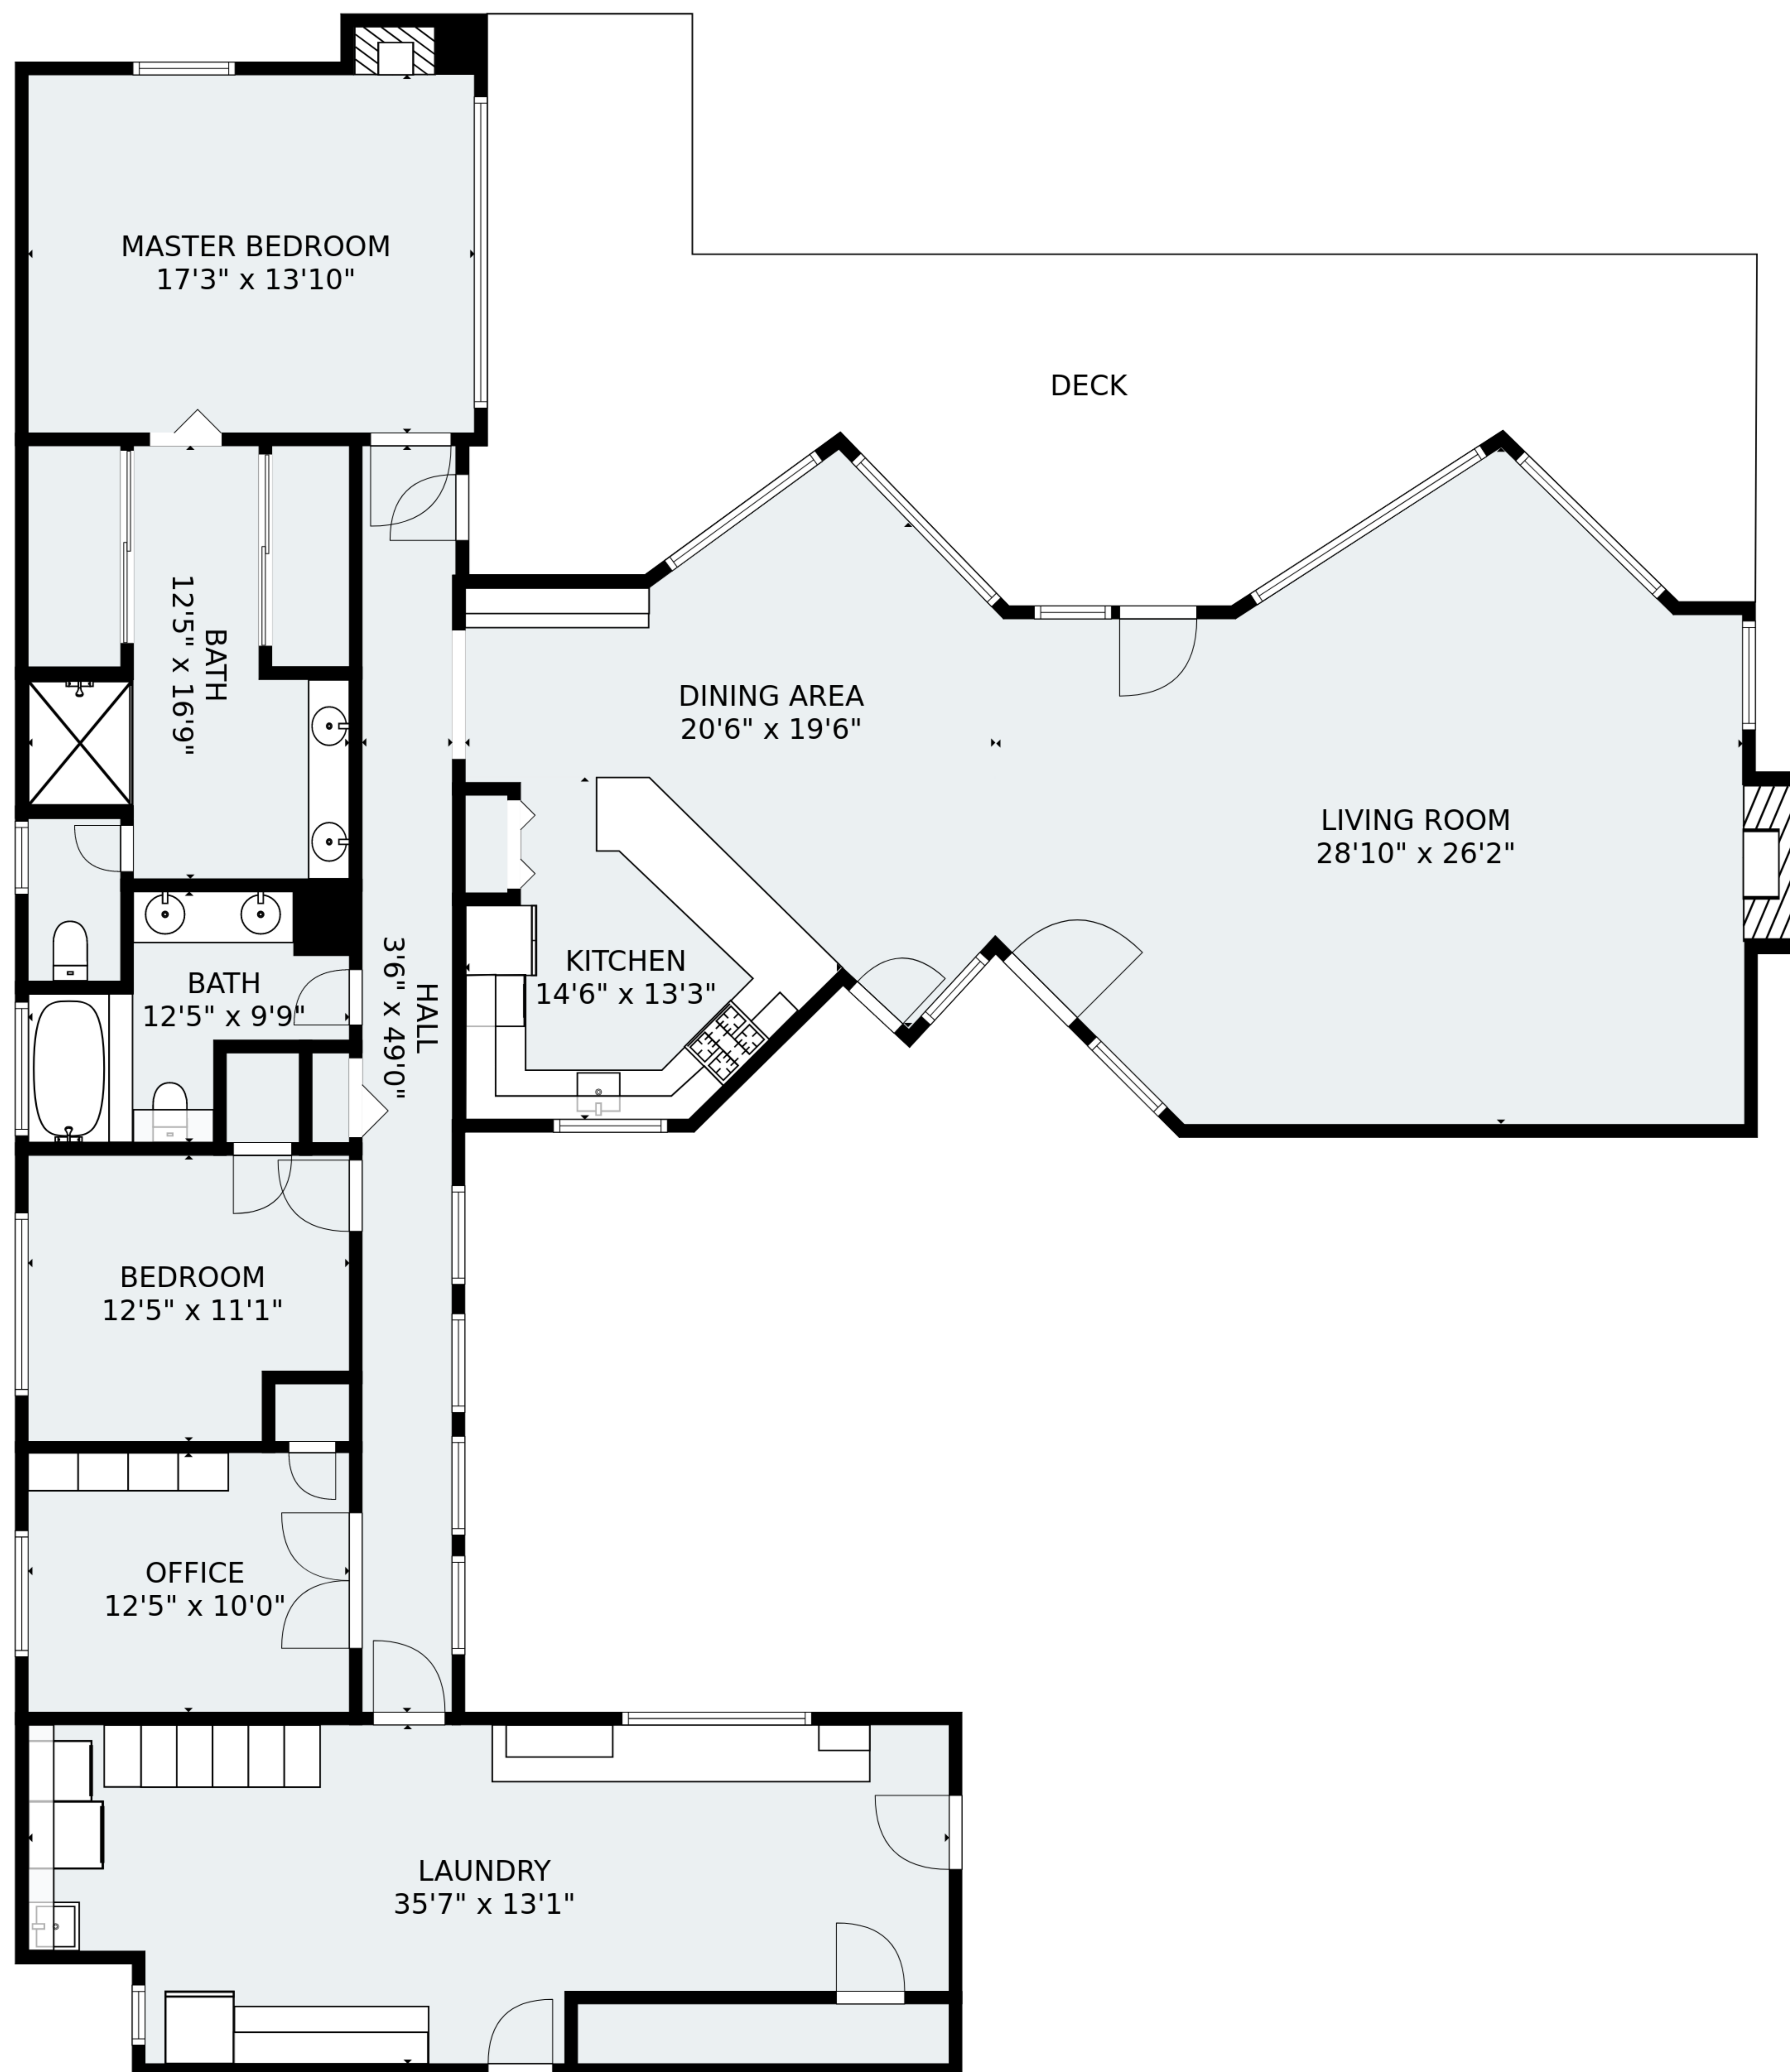 MASTER BEDROOM
17'3" x 13'10"
DECK
BATH
12'5" x 16'9"
DINING AREA
20'6" x 19'6"
LIVING ROOM
28'10" x 26'2"
KITCHEN
14'6" x 13'3"
BATH
12'5" x 9'9"
HALL
3'6" x 49'0"
BEDROOM
12'5" x 11'1"
OFFICE
12'5" x 10'0"
LAUNDRY
35'7" x 13'1"